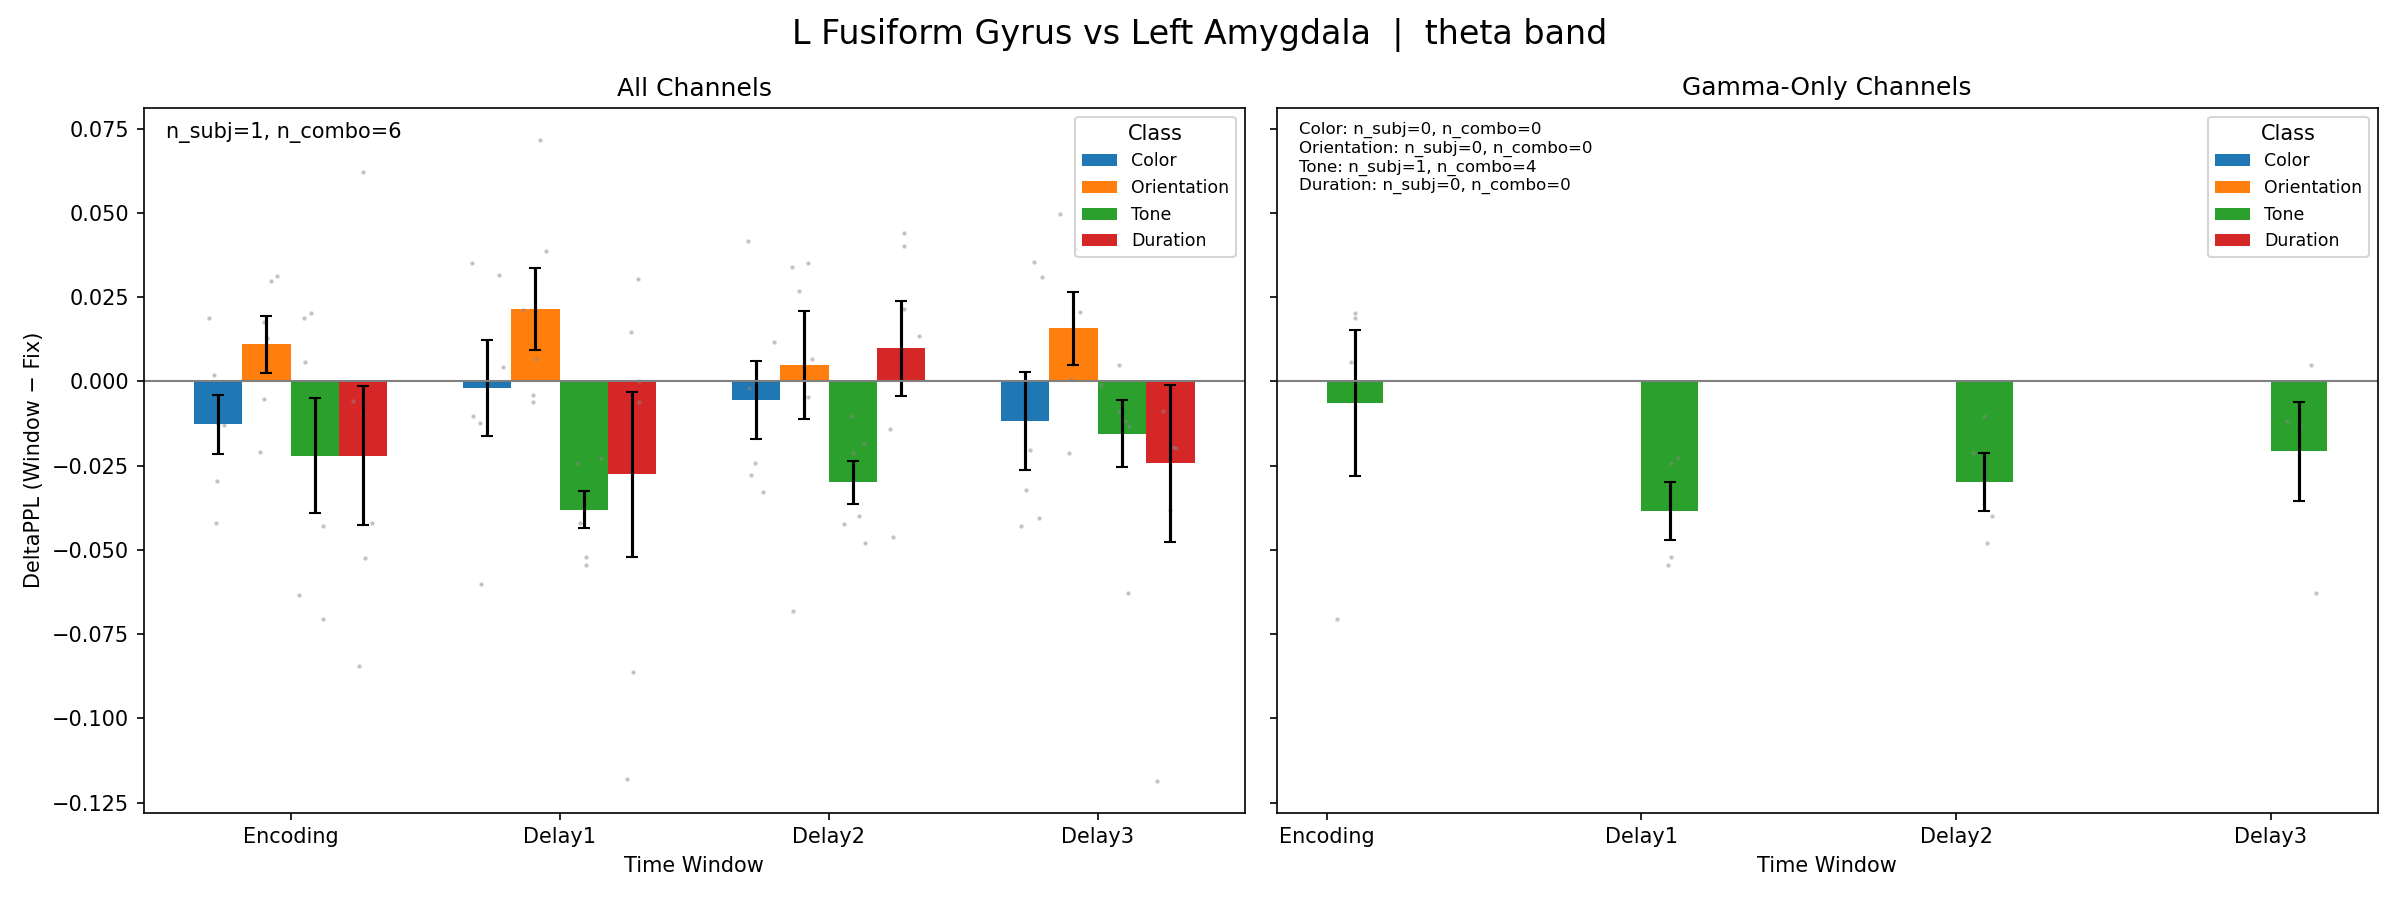 L Fusiform Gyrus vs Left Amygdala | theta band
All Channels
n_subj=1, n_combo=6
Class
Color
Orientation
Tone
Duration
DeltaPPL (Window − Fix)
0.075
0.050
0.025
0.000
−0.025
−0.050
−0.075
−0.100
−0.125
Encoding
Delay1
Delay2
Delay3
Time Window
Gamma-Only Channels
Color: n_subj=0, n_combo=0
Orientation: n_subj=0, n_combo=0
Tone: n_subj=1, n_combo=4
Duration: n_subj=0, n_combo=0
Class
Color
Orientation
Tone
Duration
Encoding
Delay1
Delay2
Delay3
Time Window